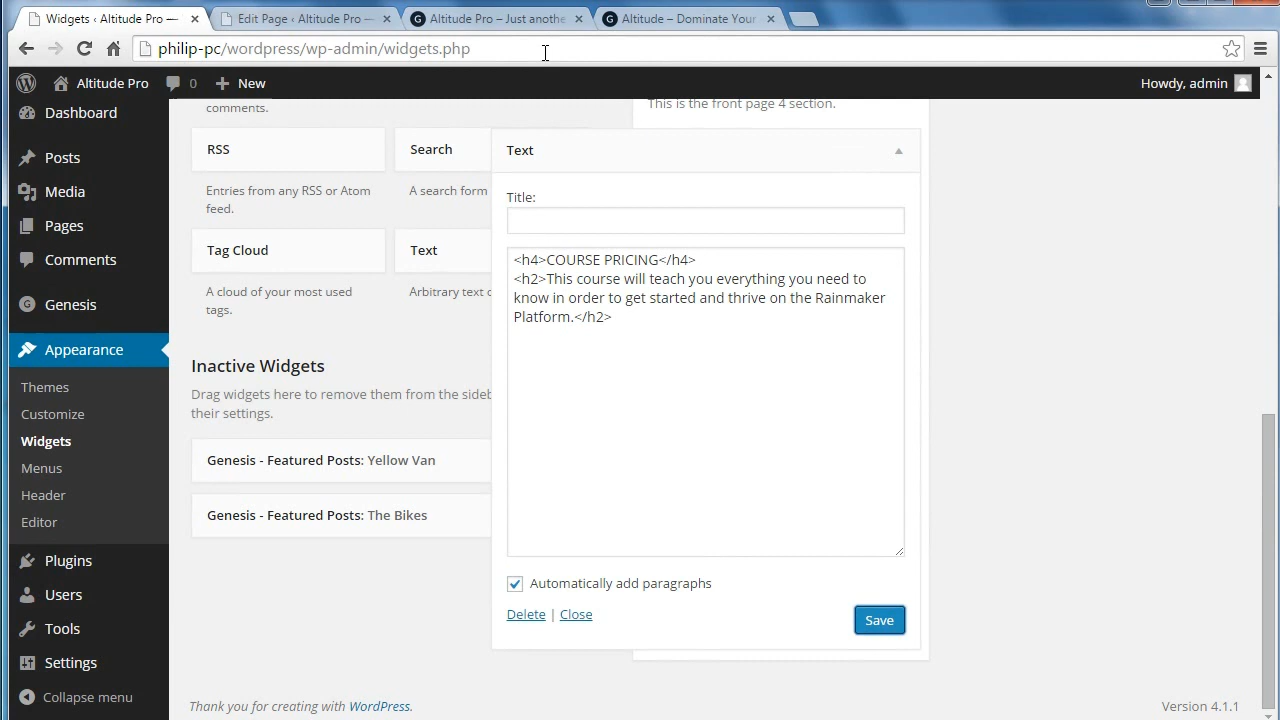 Widgets ‹ Altitude Pro —
Edit Page ‹ Altitude Pro —
Altitude Pro – Just anothe
Altitude – Dominate Your
philip-pc/wordpress/wp-admin/widgets.php
Altitude Pro
0
New
Howdy, admin
Dashboard
Posts
Media
Pages
Comments
Genesis
Appearance
Themes
Customize
Widgets
Menus
Header
Editor
Plugins
Users
Tools
Settings
Collapse menu
comments.
RSS
Search
Entries from any RSS or Atom
feed.
A search form
Tag Cloud
Text
A cloud of your most used
tags.
Arbitrary text o
Inactive Widgets
Drag widgets here to remove them from the sideb
their settings.
Genesis - Featured Posts: Yellow Van
Genesis - Featured Posts: The Bikes
This is the front page 4 section.
Text
Title:
<h4>COURSE PRICING</h4>
<h2>This course will teach you everything you need to
know in order to get started and thrive on the Rainmaker
Platform.</h2>
Automatically add paragraphs
Delete | Close
Save
Thank you for creating with WordPress.
Version 4.1.1